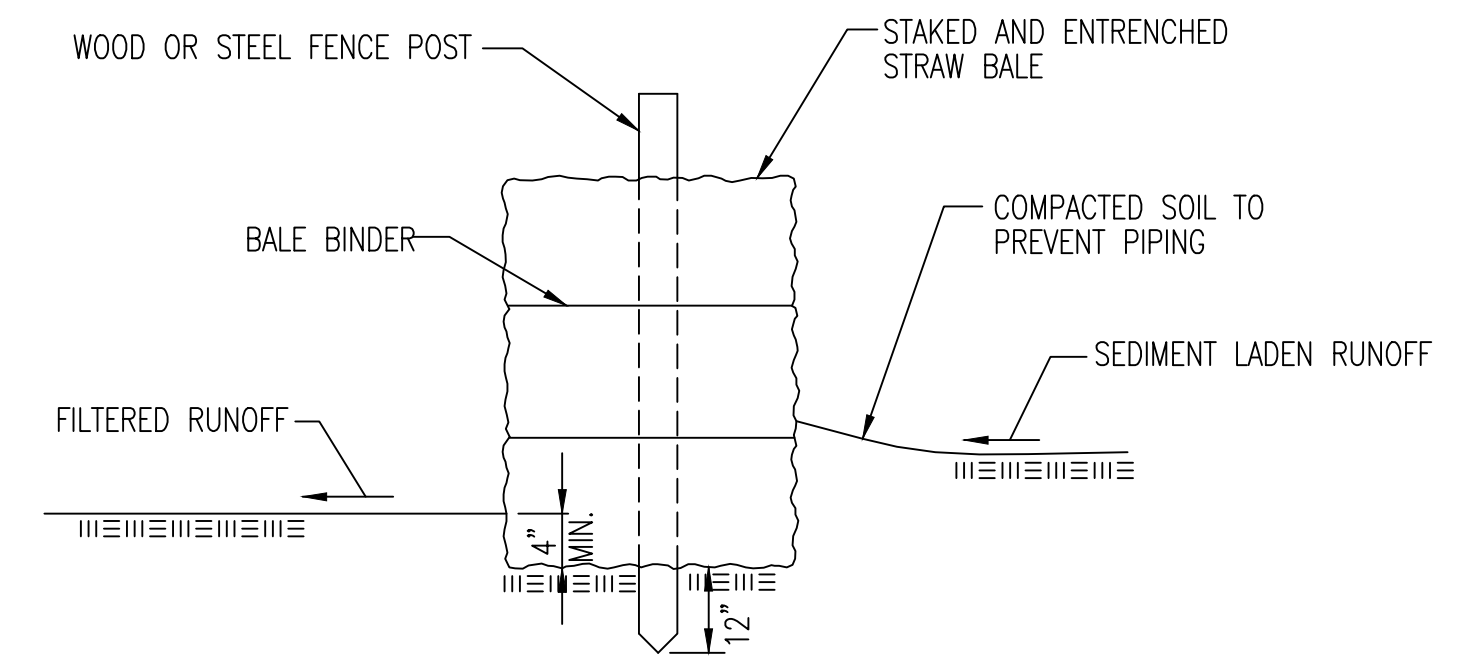 WOOD OR STEEL FENCE POST
STAKED AND ENTRENCHED
STRAW BALE
BALE BINDER
COMPACTED SOIL TO
PREVENT PIPING
SEDIMENT LADEN RUNOFF
FILTERED RUNOFF
4"
MIN.
12"